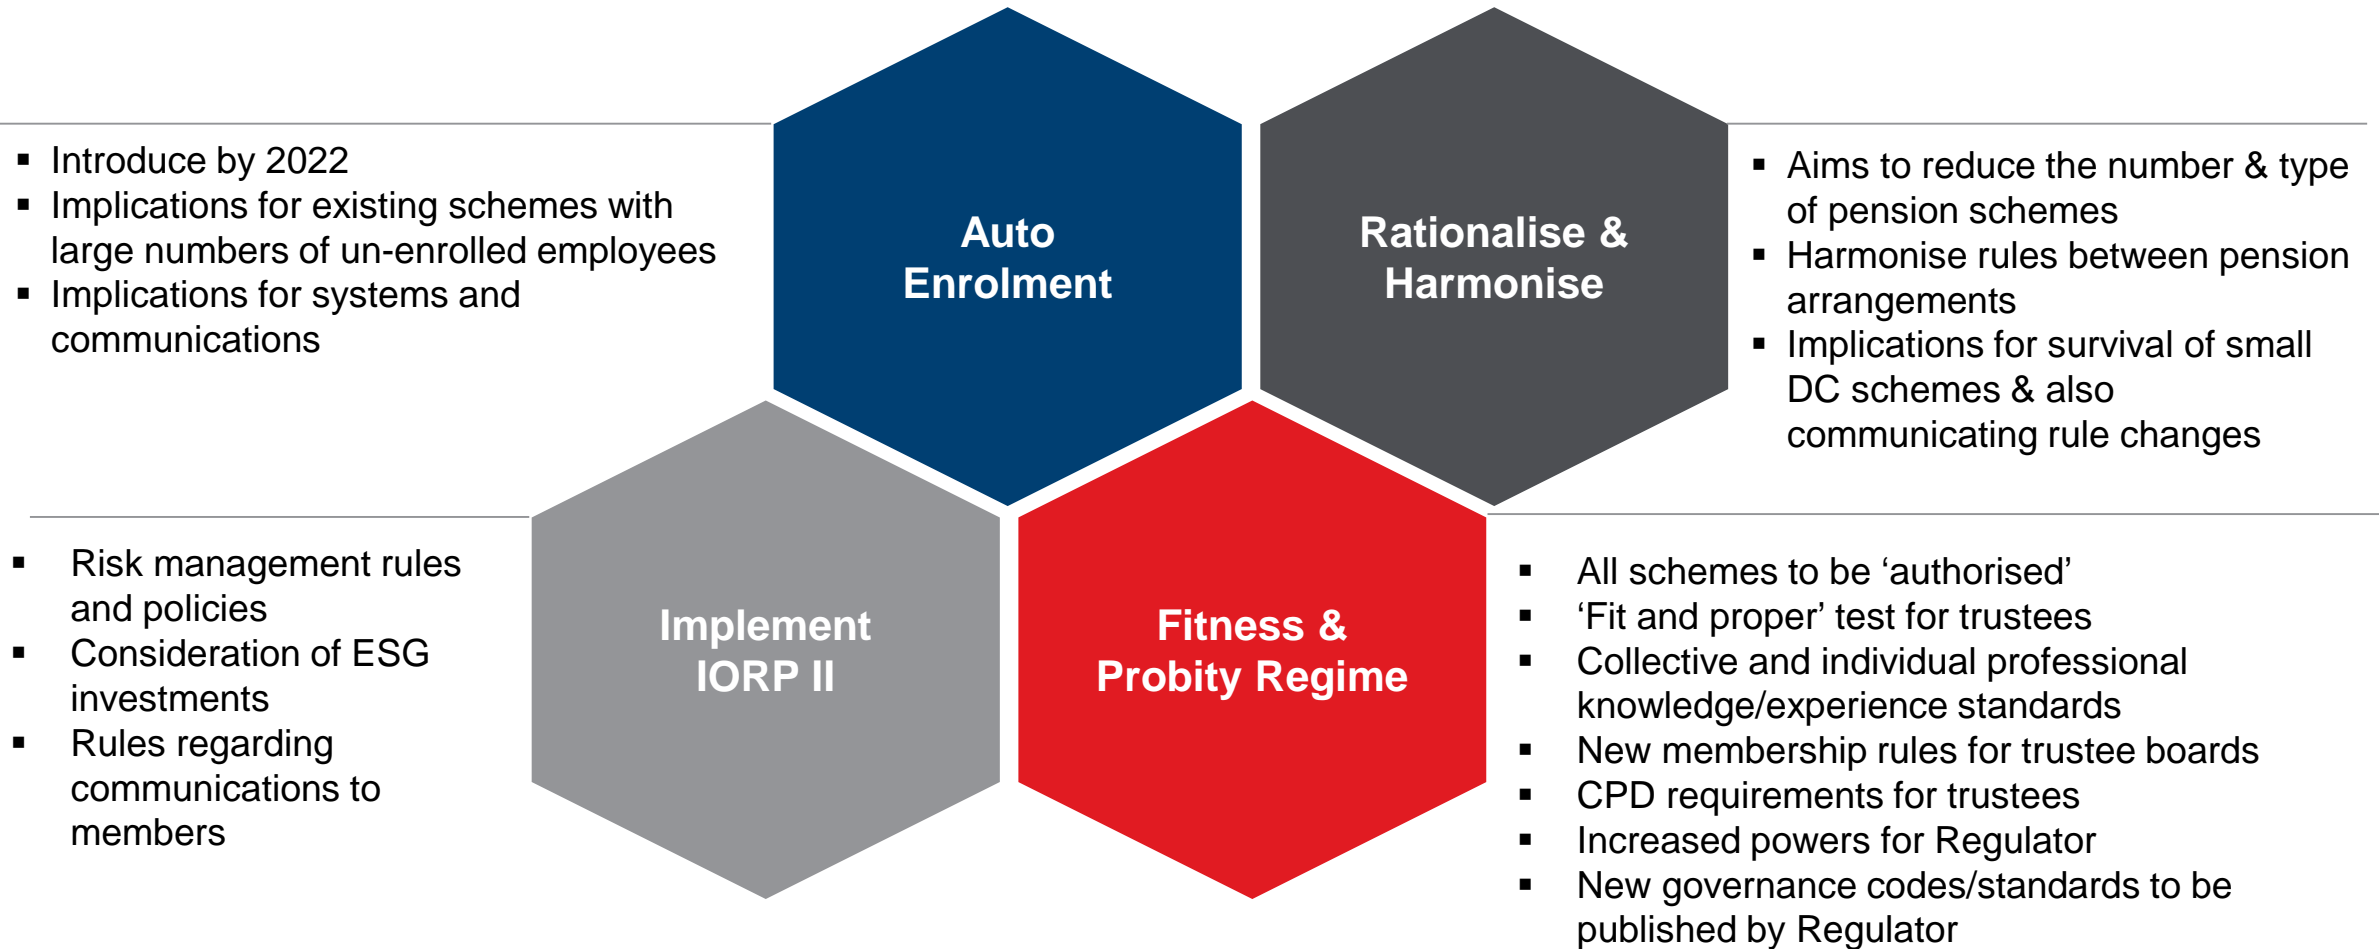 ▪ Introduce by 2022
▪ Implications for existing schemes with
large numbers of un-enrolled employees
▪ Implications for systems and
communications
Auto
Enrolment
Rationalise &
Harmonise
▪ Aims to reduce the number & type
of pension schemes
▪ Harmonise rules between pension
arrangements
▪ Implications for survival of small
DC schemes & also
communicating rule changes
▪ Risk management rules
and policies
▪ Consideration of ESG
investments
▪ Rules regarding
communications to
members
Implement
IORP II
Fitness &
Probity Regime
▪ All schemes to be ‘authorised’
▪ ‘Fit and proper’ test for trustees
▪ Collective and individual professional
knowledge/experience standards
▪ New membership rules for trustee boards
▪ CPD requirements for trustees
▪ Increased powers for Regulator
▪ New governance codes/standards to be
published by Regulator